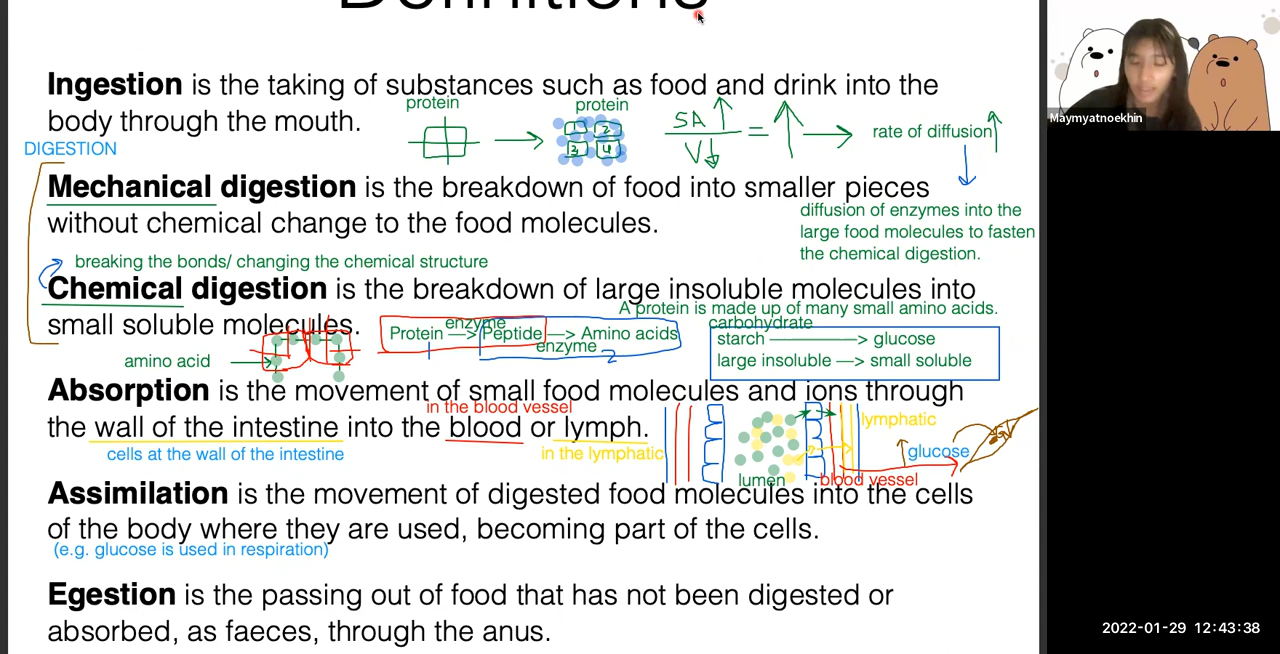 Definitions
Ingestion is the taking of substances such as food and drink into the
body through the mouth.
protein
protein
1 2
3 4
SA
V
=
rate of diffusion
DIGESTION
Mechanical digestion is the breakdown of food into smaller pieces
without chemical change to the food molecules.
diffusion of enzymes into the
large food molecules to fasten
the chemical digestion.
breaking the bonds/ changing the chemical structure
Chemical digestion is the breakdown of large insoluble molecules into
small soluble molecules.
A protein is made up of many small amino acids.
amino acid
enzyme
Protein —> Peptide —> Amino acids
enzyme
1
2
carbohydrate
starch ————> glucose
large insoluble —> small soluble
Absorption is the movement of small food molecules and ions through
the wall of the intestine into the blood or lymph.
in the blood vessel
cells at the wall of the intestine
in the lymphatic
lymphatic
glucose
lumen
blood vessel
Assimilation is the movement of digested food molecules into the cells
of the body where they are used, becoming part of the cells.
(e.g. glucose is used in respiration)
Egestion is the passing out of food that has not been digested or
absorbed, as faeces, through the anus.
Maymyatnoekhin
2022-01-29 12:43:38